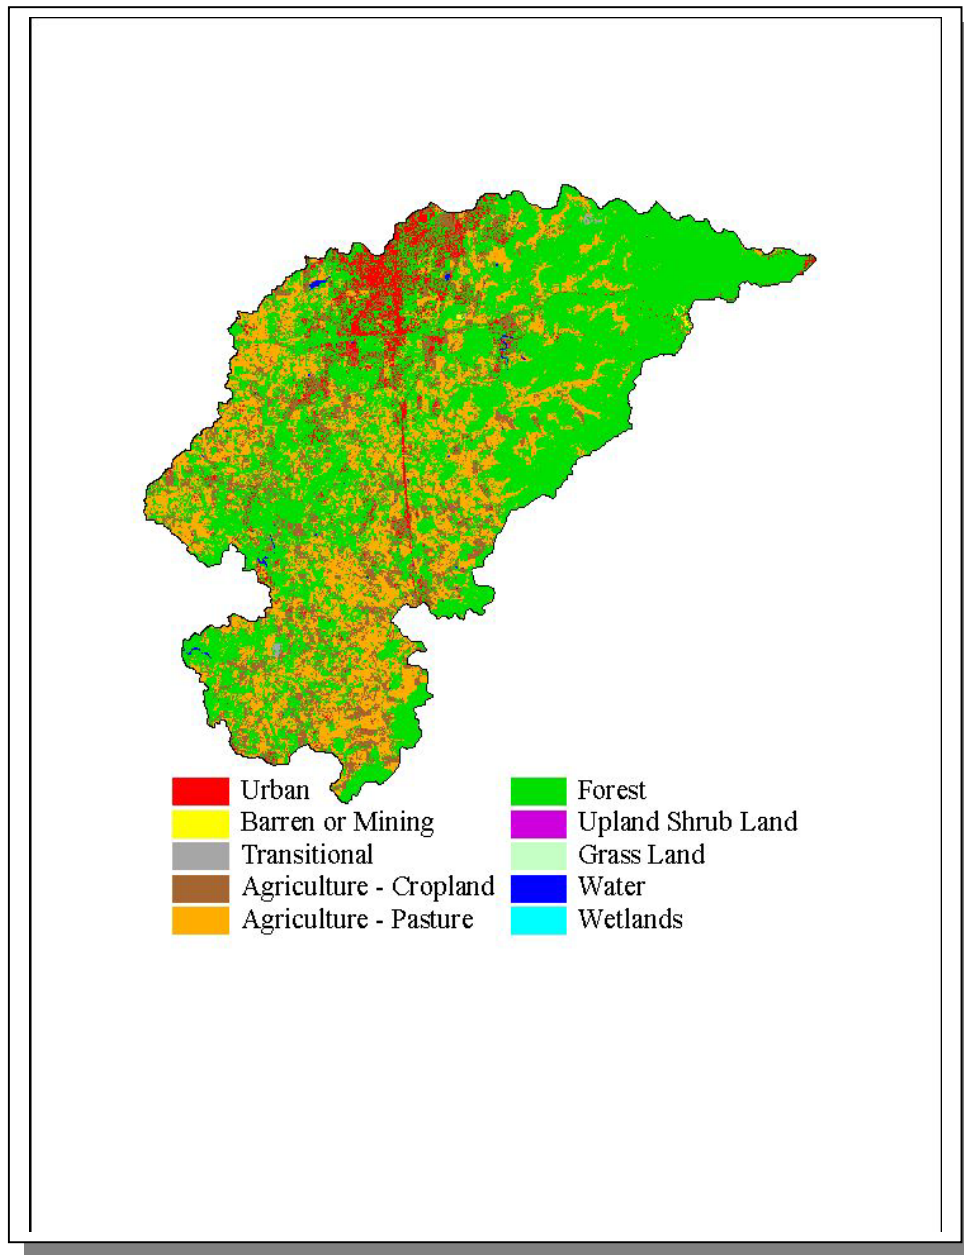 Urban
Barren or Mining
Transitional
Agriculture - Cropland
Agriculture - Pasture
Forest
Upland Shrub Land
Grass Land
Water
Wetlands